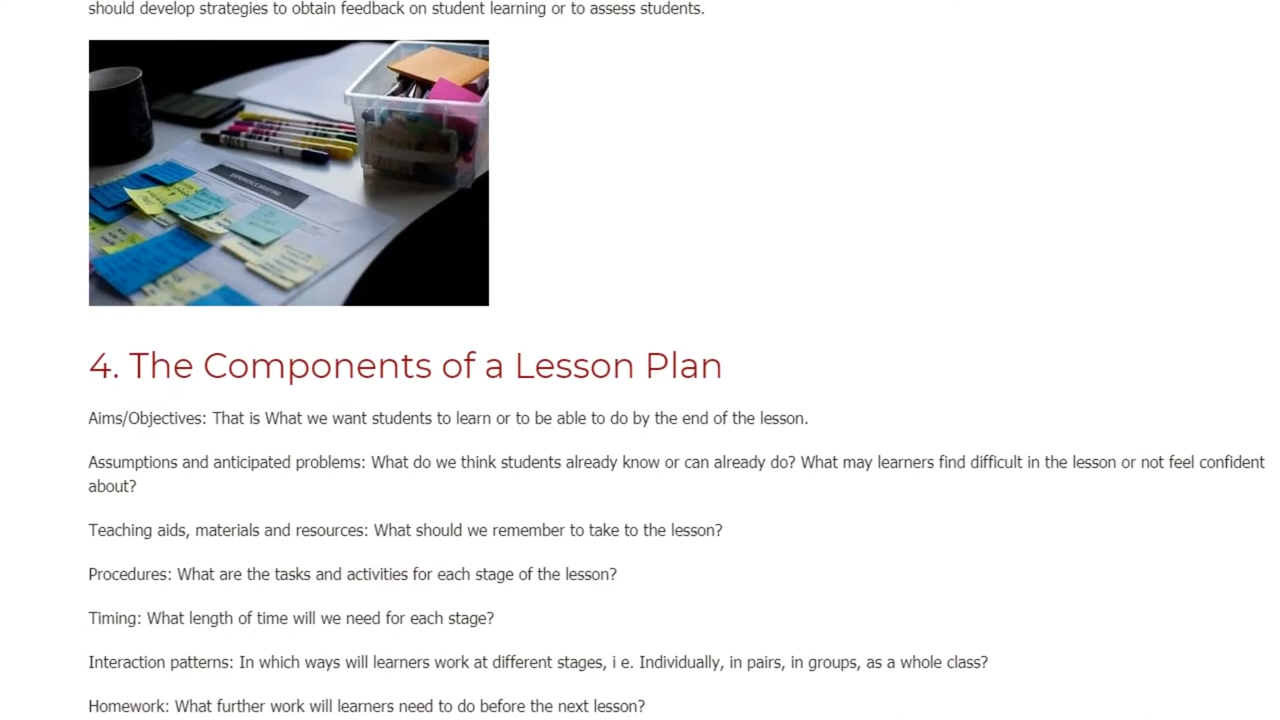 should develop strategies to obtain feedback on student learning or to assess students.
EXPERIENCE BRIEFING
4. The Components of a Lesson Plan
Aims/Objectives: That is What we want students to learn or to be able to do by the end of the lesson.
Assumptions and anticipated problems: What do we think students already know or can already do? What may learners find difficult in the lesson or not feel confident
about?
Teaching aids, materials and resources: What should we remember to take to the lesson?
Procedures: What are the tasks and activities for each stage of the lesson?
Timing: What length of time will we need for each stage?
Interaction patterns: In which ways will learners work at different stages, i e. Individually, in pairs, in groups, as a whole class?
Homework: What further work will learners need to do before the next lesson?